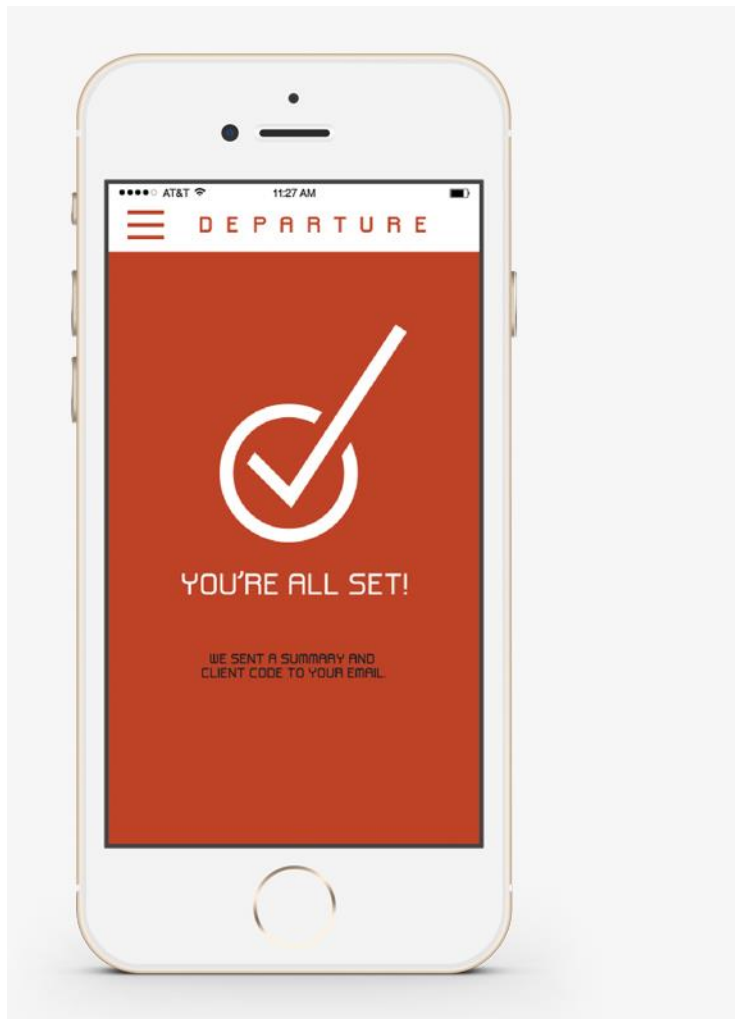 AT&T 11:27 AM
DEPARTURE
YOU'RE ALL SET!
WE SENT A SUMMARY AND
CLIENT CODE TO YOUR EMAIL.